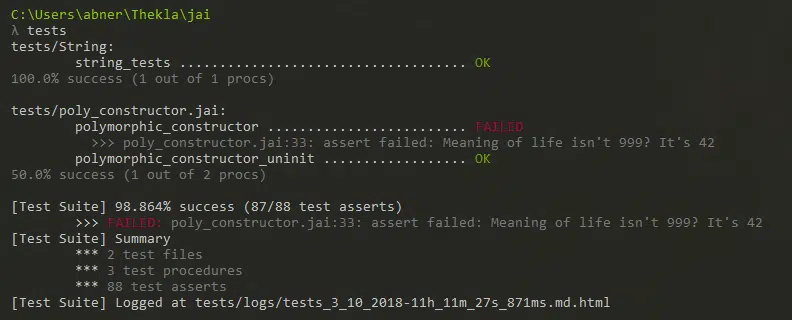 C:\Users\abner\Thekla\jai
λ tests
tests/String:
string_tests .................................... OK
100.0% success (1 out of 1 procs)
tests/poly_constructor.jai:
polymorphic_constructor ......................... FAILED
>>> poly_constructor.jai:33: assert failed: Meaning of life isn't 999? It's 42
polymorphic_constructor_uninit .................. OK
50.0% success (1 out of 2 procs)
[Test Suite] 98.864% success (87/88 test asserts)
>>> FAILED: poly_constructor.jai:33: assert failed: Meaning of life isn't 999? It's 42
[Test Suite] Summary
*** 2 test files
*** 3 test procedures
*** 88 test asserts
[Test Suite] Logged at tests/logs/tests_3_10_2018-11h_11m_27s_871ms.md.html